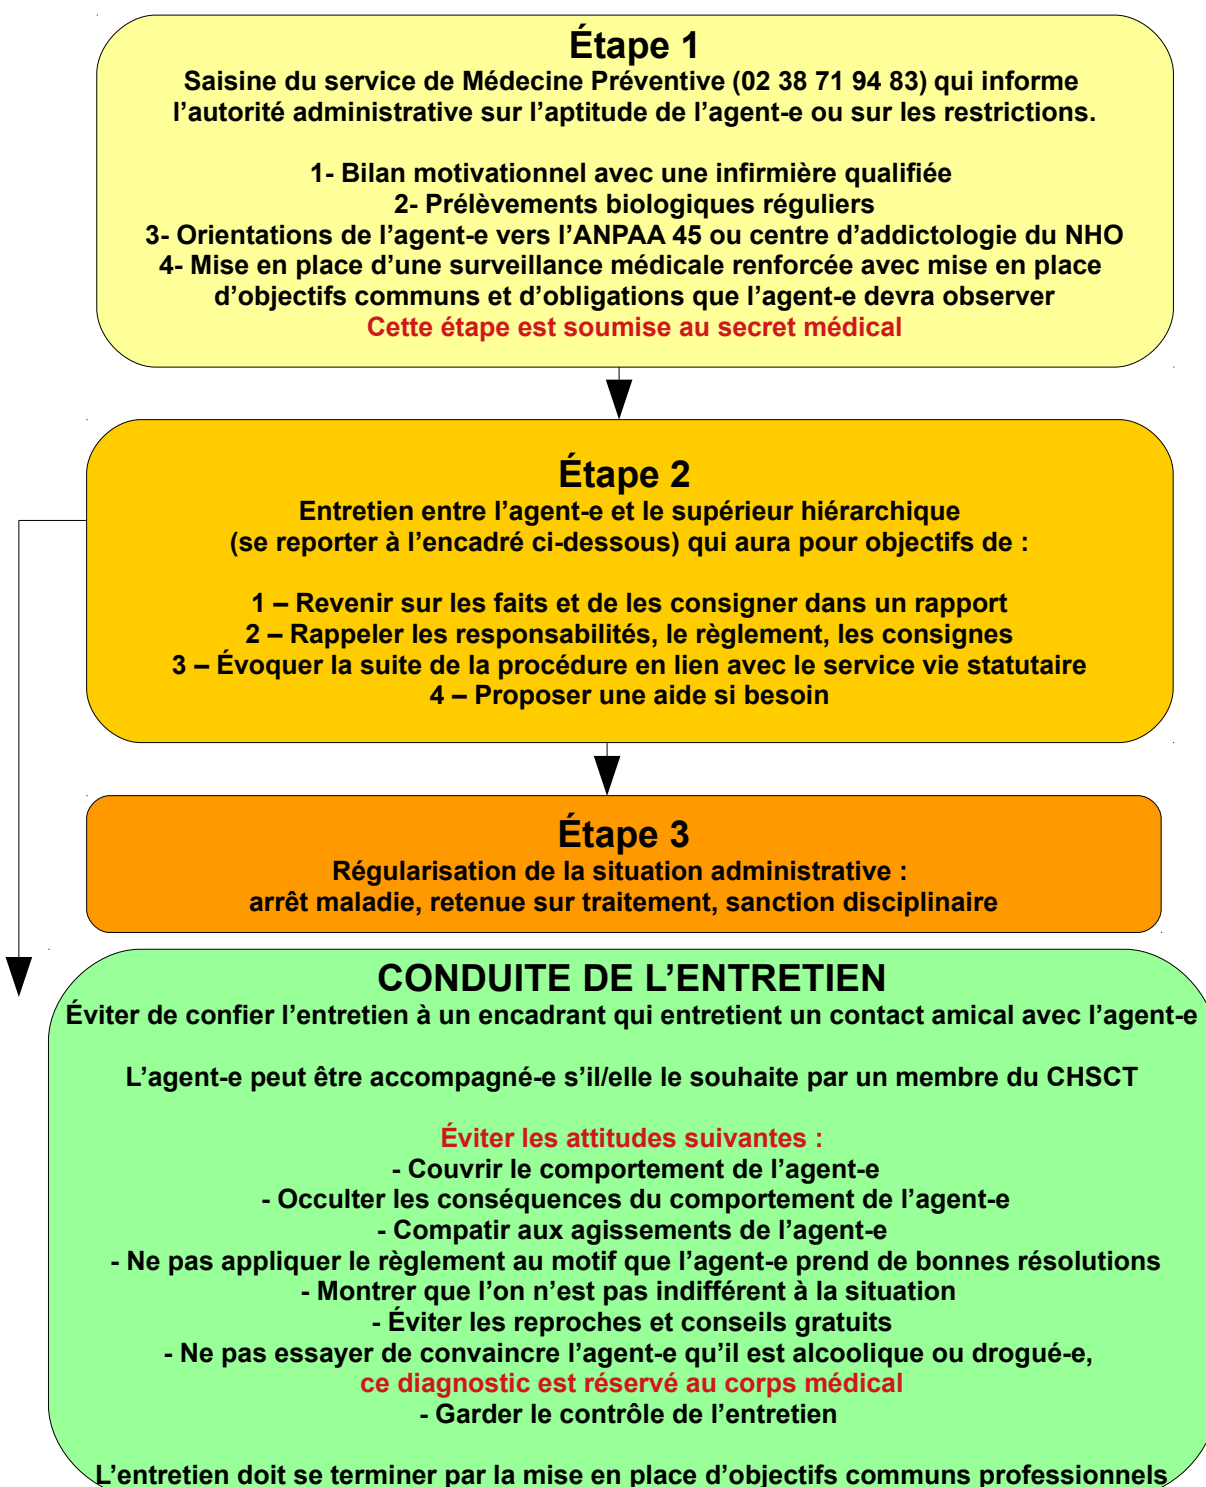 Étape 1
Saisine du service de Médecine Préventive (02 38 71 94 83) qui informe
l’autorité administrative sur l’aptitude de l’agent-e ou sur les restrictions.
1- Bilan motivationnel avec une infirmière qualifiée
2- Prélèvements biologiques réguliers
3- Orientations de l’agent-e vers l’ANPAA 45 ou centre d’addictologie du NHO
4- Mise en place d’une surveillance médicale renforcée avec mise en place
d’objectifs communs et d’obligations que l’agent-e devra observer
Cette étape est soumise au secret médical
Étape 2
Entretien entre l’agent-e et le supérieur hiérarchique
(se reporter à l’encadré ci-dessous) qui aura pour objectifs de :
1 – Revenir sur les faits et de les consigner dans un rapport
2 – Rappeler les responsabilités, le règlement, les consignes
3 – Évoquer la suite de la procédure en lien avec le service vie statutaire
4 – Proposer une aide si besoin
Étape 3
Régularisation de la situation administrative :
arrêt maladie, retenue sur traitement, sanction disciplinaire
CONDUITE DE L’ENTRETIEN
Éviter de confier l’entretien à un encadrant qui entretient un contact amical avec l’agent-e
L’agent-e peut être accompagné-e s’il/elle le souhaite par un membre du CHSCT
Éviter les attitudes suivantes :
- Couvrir le comportement de l’agent-e
- Occulter les conséquences du comportement de l’agent-e
- Compatir aux agissements de l’agent-e
- Ne pas appliquer le règlement au motif que l’agent-e prend de bonnes résolutions
- Montrer que l’on n’est pas indifférent à la situation
- Éviter les reproches et conseils gratuits
- Ne pas essayer de convaincre l’agent-e qu’il est alcoolique ou drogué-e,
ce diagnostic est réservé au corps médical
- Garder le contrôle de l’entretien
L’entretien doit se terminer par la mise en place d’objectifs communs professionnels